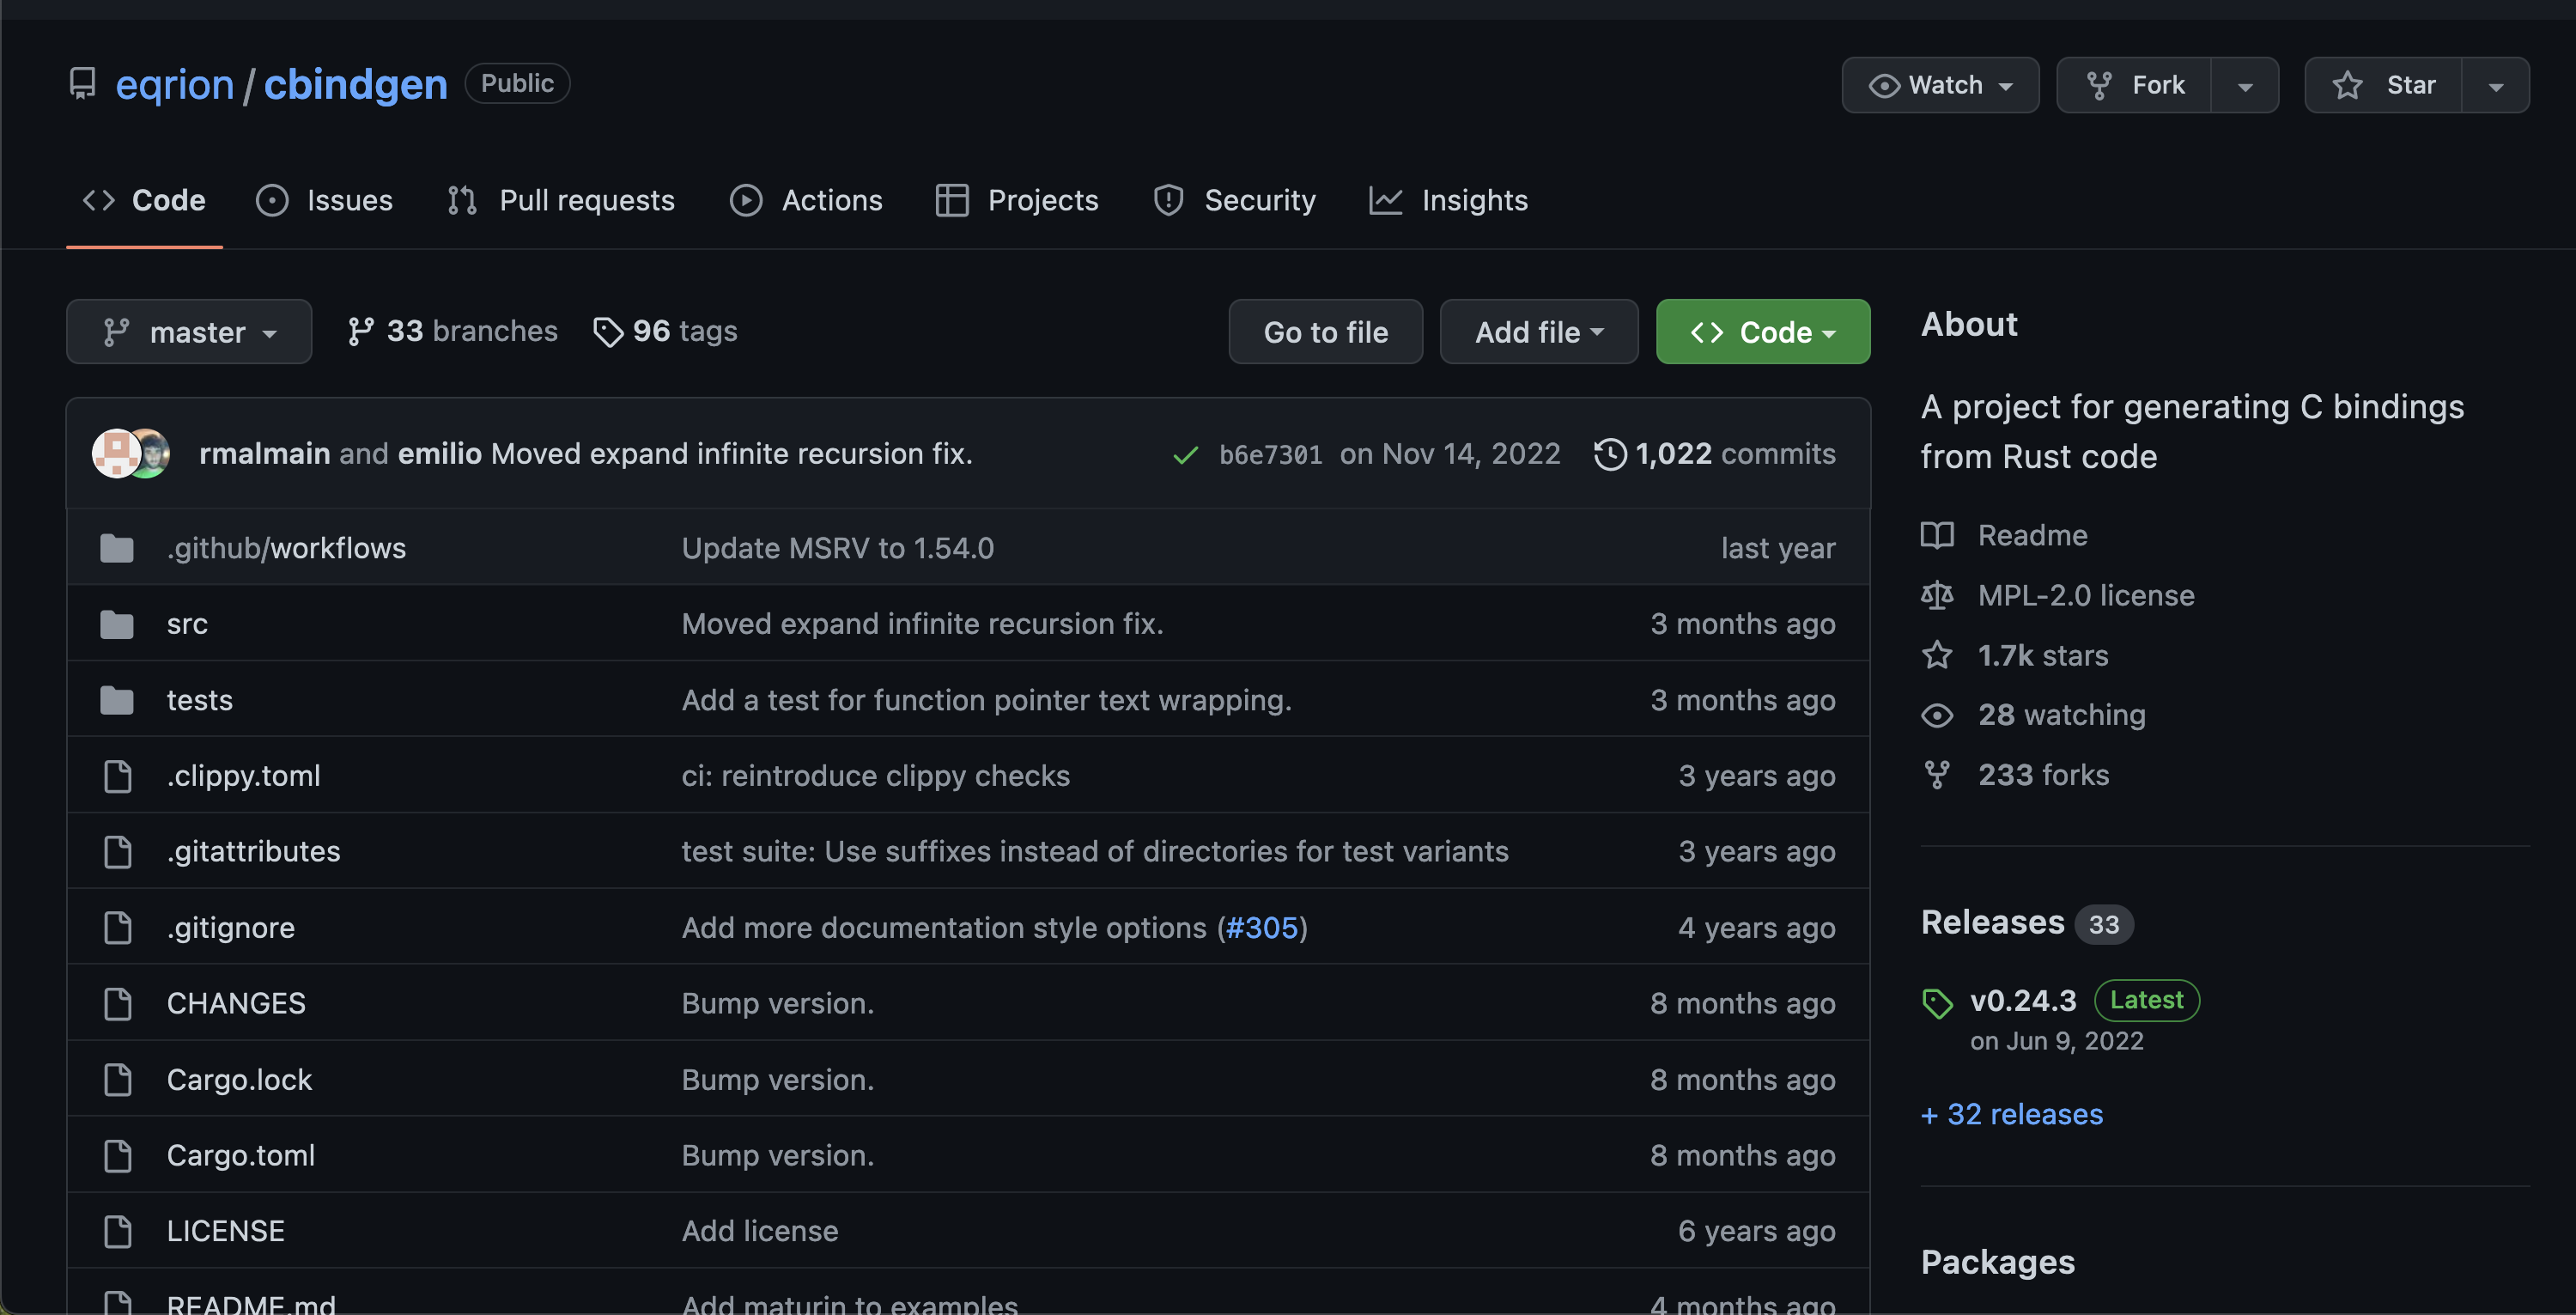 eqrion / cbindgen Public
Watch Fork Star
Code Issues Pull requests Actions Projects Security Insights
master 33 branches 96 tags Go to file Add file Code
rmalmain and emilio Moved expand infinite recursion fix. b6e7301 on Nov 14, 2022 1,022 commits
.github/workflows Update MSRV to 1.54.0 last year
src Moved expand infinite recursion fix. 3 months ago
tests Add a test for function pointer text wrapping. 3 months ago
.clippy.toml ci: reintroduce clippy checks 3 years ago
.gitattributes test suite: Use suffixes instead of directories for test variants 3 years ago
.gitignore Add more documentation style options (#305) 4 years ago
CHANGES Bump version. 8 months ago
Cargo.lock Bump version. 8 months ago
Cargo.toml Bump version. 8 months ago
LICENSE Add license 6 years ago
README.md Add maturin to examples 4 months ago
About
A project for generating C bindings
from Rust code
Readme
MPL-2.0 license
1.7k stars
28 watching
233 forks
Releases 33
v0.24.3 Latest
on Jun 9, 2022
+ 32 releases
Packages